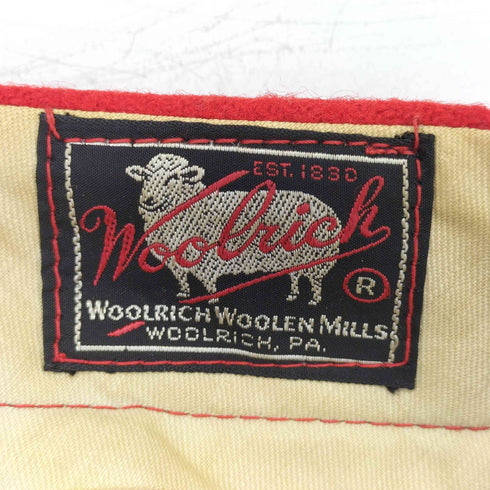 EST. 1830
Woolrich
®
WOOLRICH WOOLEN MILLS
WOOLRICH, PA.